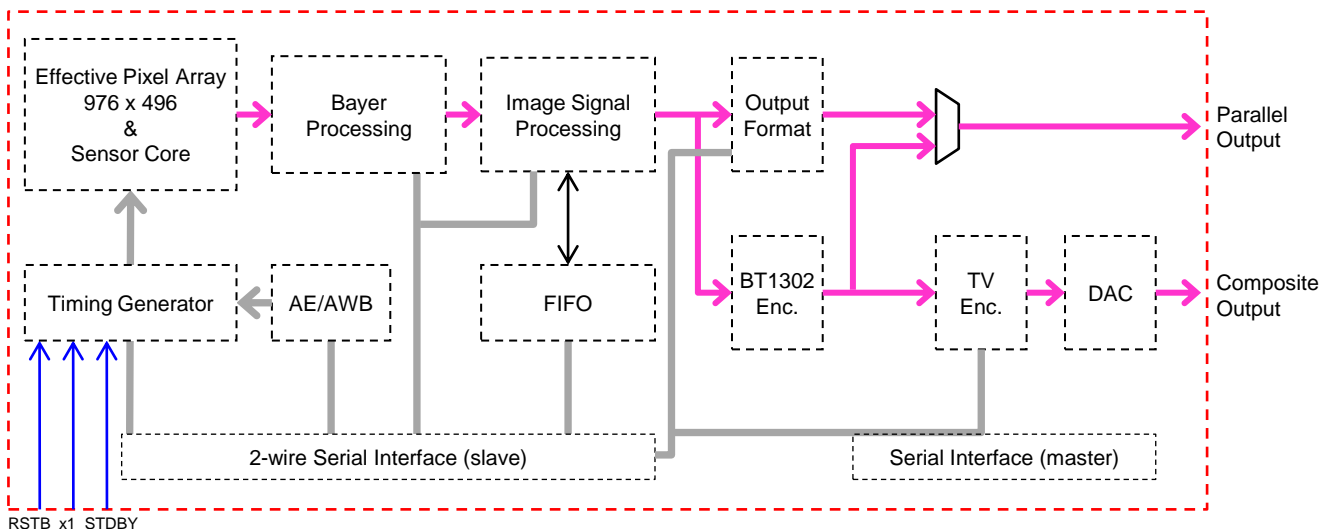 Effective Pixel Array
976 x 496
&
Sensor Core
Bayer
Processing
Image Signal
Processing
Output
Format
Parallel
Output
Timing Generator
AE/AWB
FIFO
BT1302
Enc.
TV
Enc.
DAC
Composite
Output
2-wire Serial Interface (slave)
Serial Interface (master)
RSTB x1 STDBY